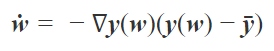 ẇ = − ∇y(w)(y(w) − ȳ)